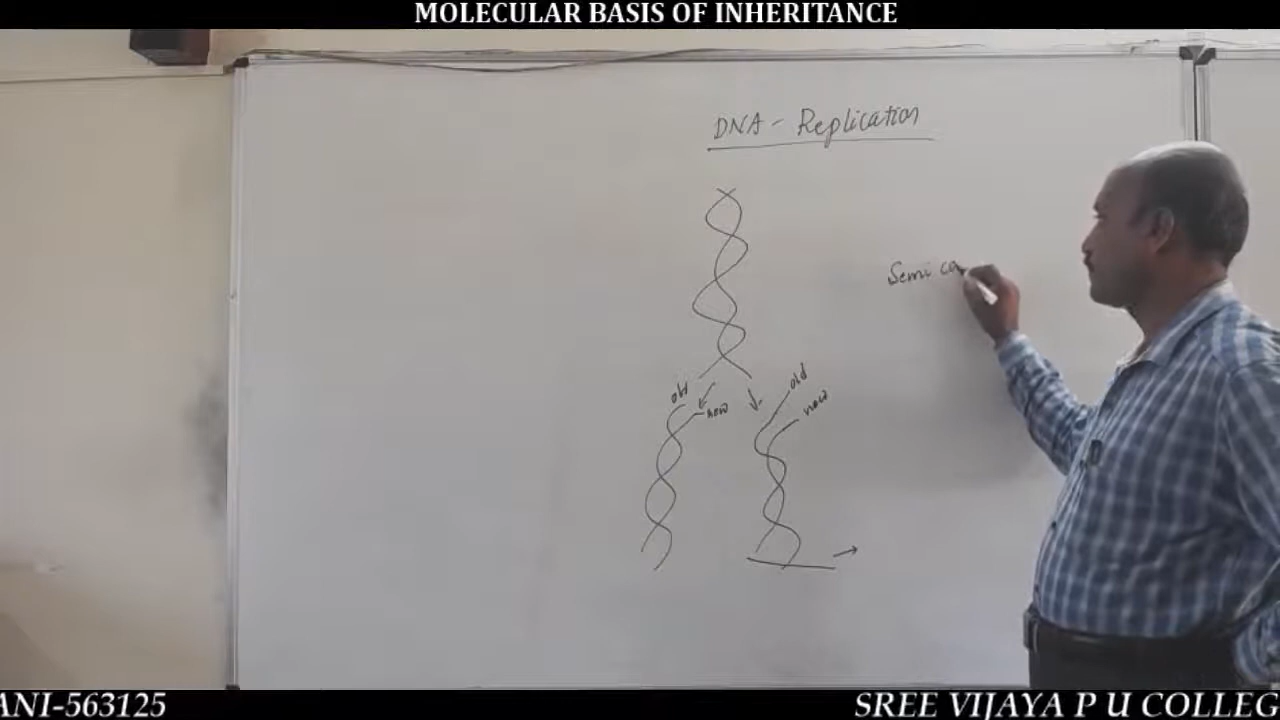 MOLECULAR BASIS OF INHERITANCE
DNA - Replication
Semi co
old
new
old
new
ANI-563125
SREE VIJAYA P U COLLEG